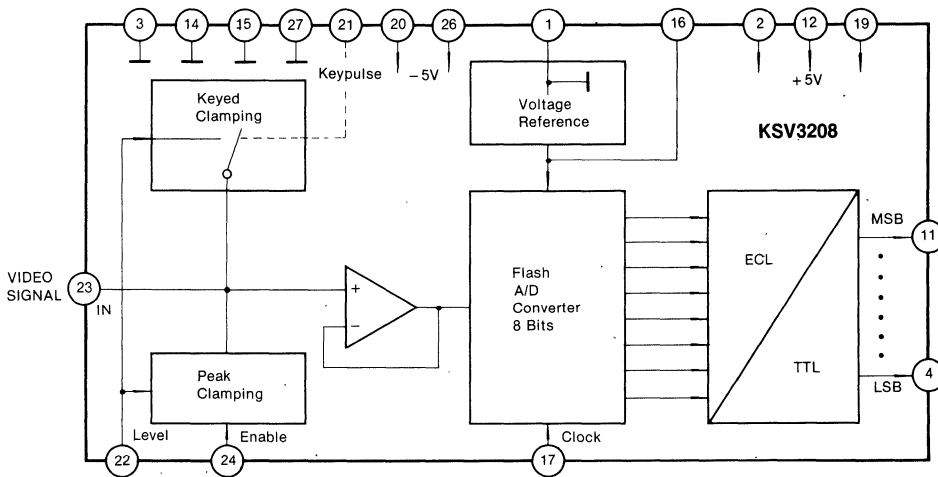 3 14 15 27 21 20 26 1 16 2 12 19
Keypulse
−5V
+5V
Keyed
Clamping
Voltage
Reference
KSV3208
VIDEO
SIGNAL
23
IN
+
−
Flash
A/D
Converter
8 Bits
ECL
TTL
MSB
11
LSB
4
Peak
Clamping
Level
Enable
Clock
22 24 17